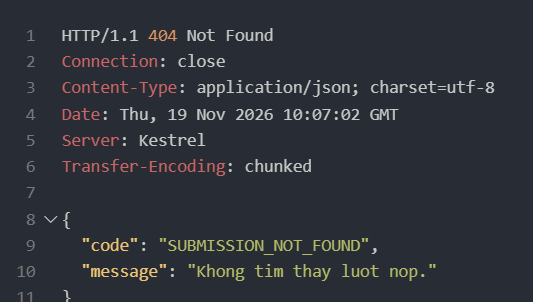 1 HTTP/1.1 404 Not Found
2 Connection: close
3 Content-Type: application/json; charset=utf-8
4 Date: Thu, 19 Nov 2026 10:07:02 GMT
5 Server: Kestrel
6 Transfer-Encoding: chunked
7
8 {
9 "code": "SUBMISSION_NOT_FOUND",
10 "message": "Khong tim thay luot nop."
11 }